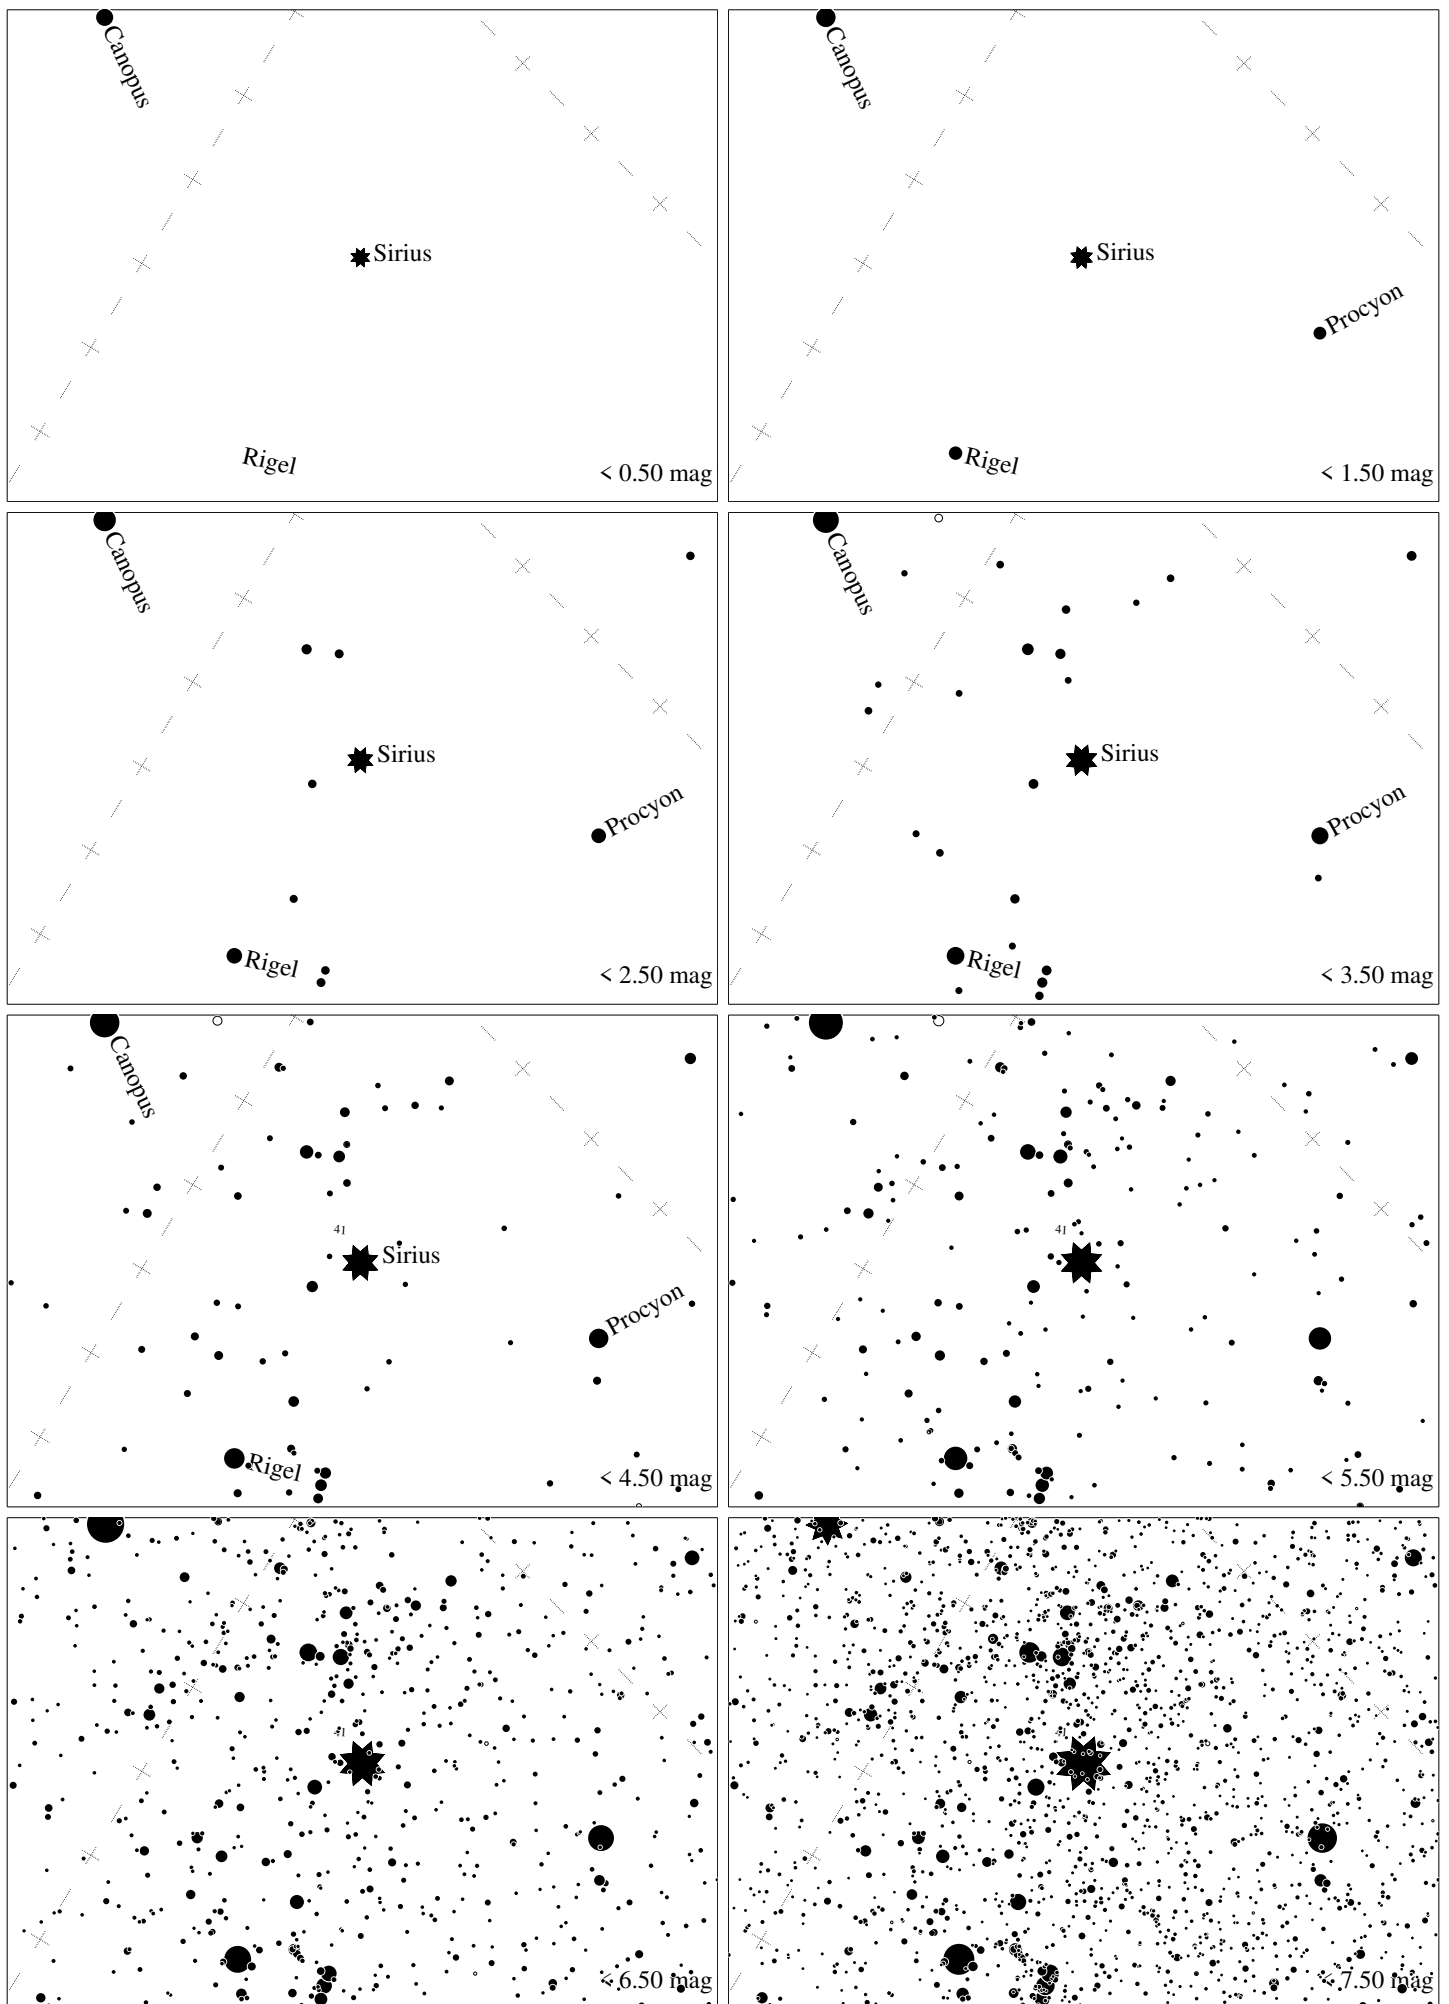 Canopus
Sirius
Rigel
< 0.50 mag
Canopus
Sirius
Procyon
Rigel
< 1.50 mag
Canopus
Sirius
Procyon
Rigel
< 2.50 mag
Canopus
Sirius
Procyon
Rigel
< 3.50 mag
Canopus
41
Sirius
Procyon
Rigel
< 4.50 mag
41
< 5.50 mag
41
< 6.50 mag
41
< 7.50 mag